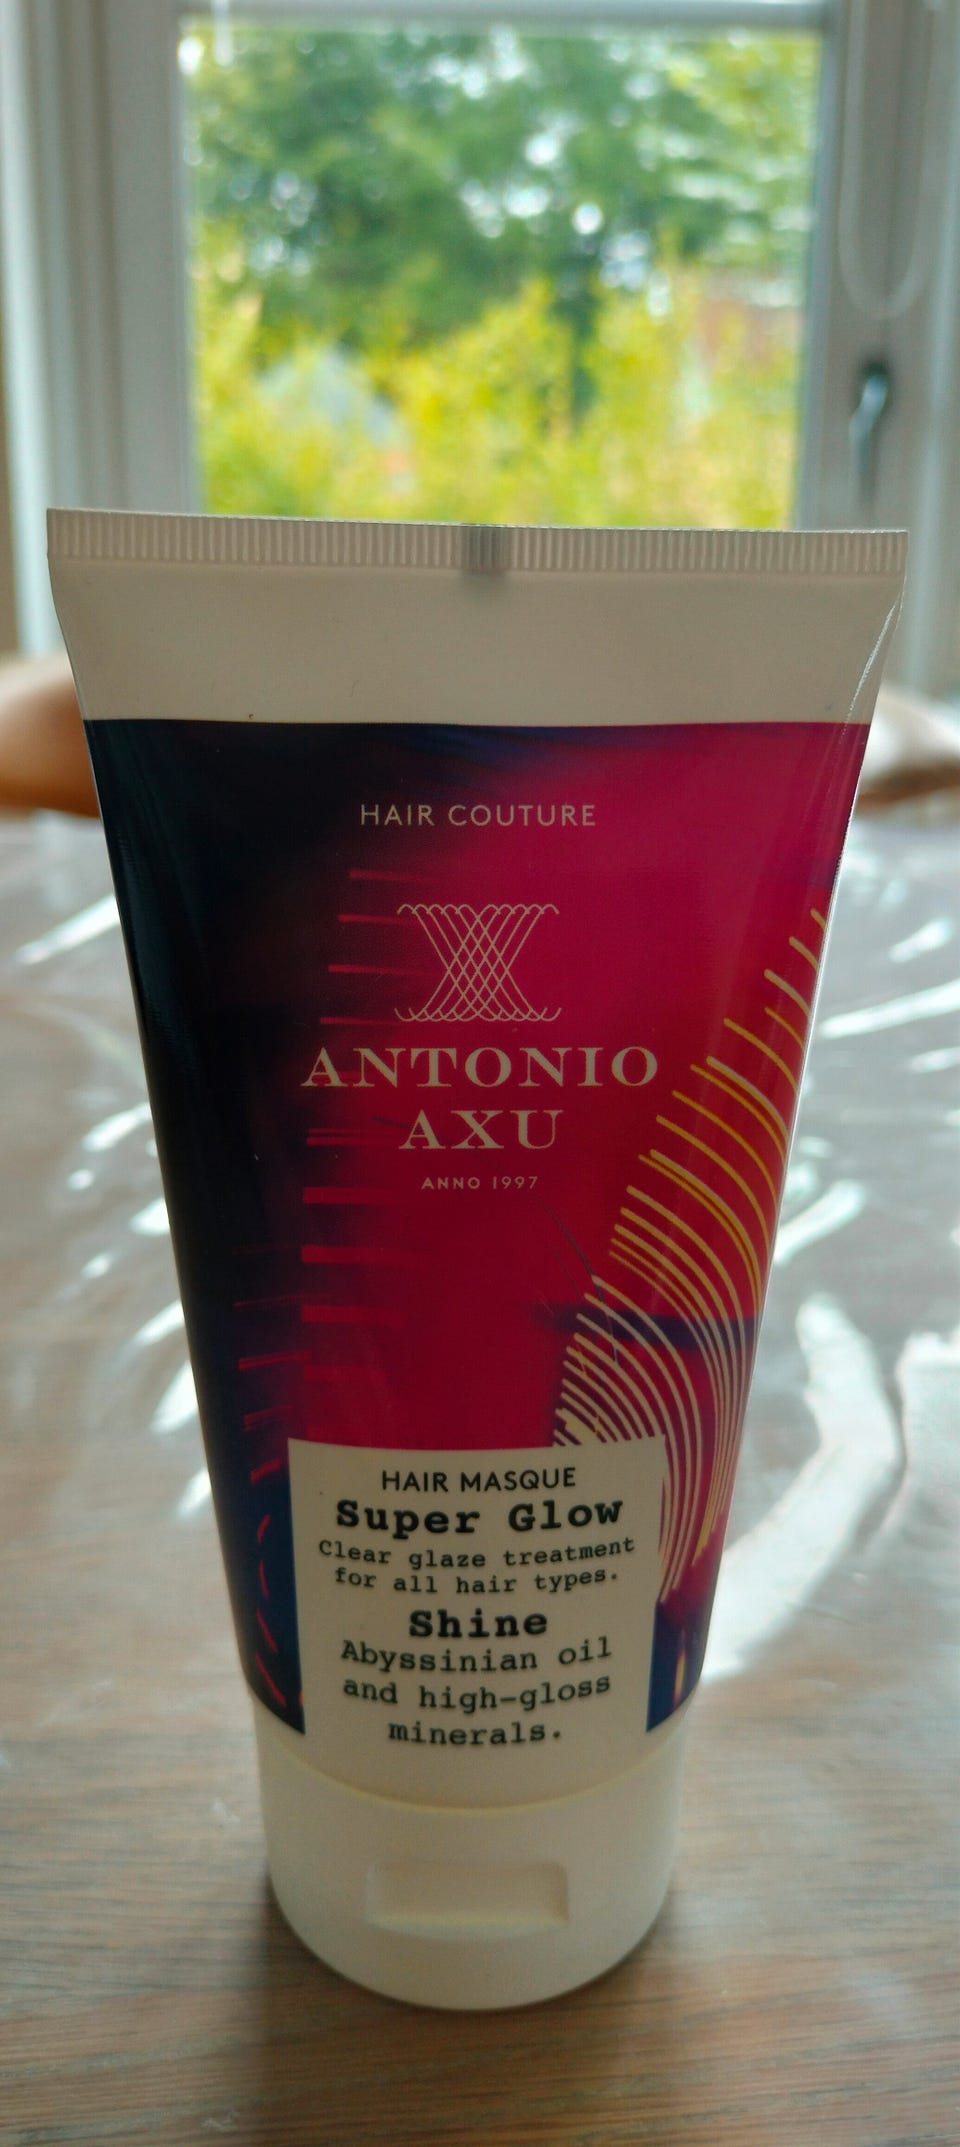 HAIR COUTURE
ANTONIO
AXU
ANNO 1997
HAIR MASQUE
Super Glow
Clear glaze treatment
for all hair types.
Shine
Abyssinian oil
and high-gloss
minerals.